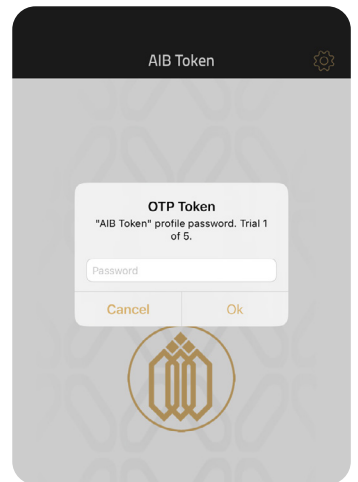 AIB Token
OTP Token
"AIB Token" profile password. Trial 1
of 5.
Password
Cancel
Ok